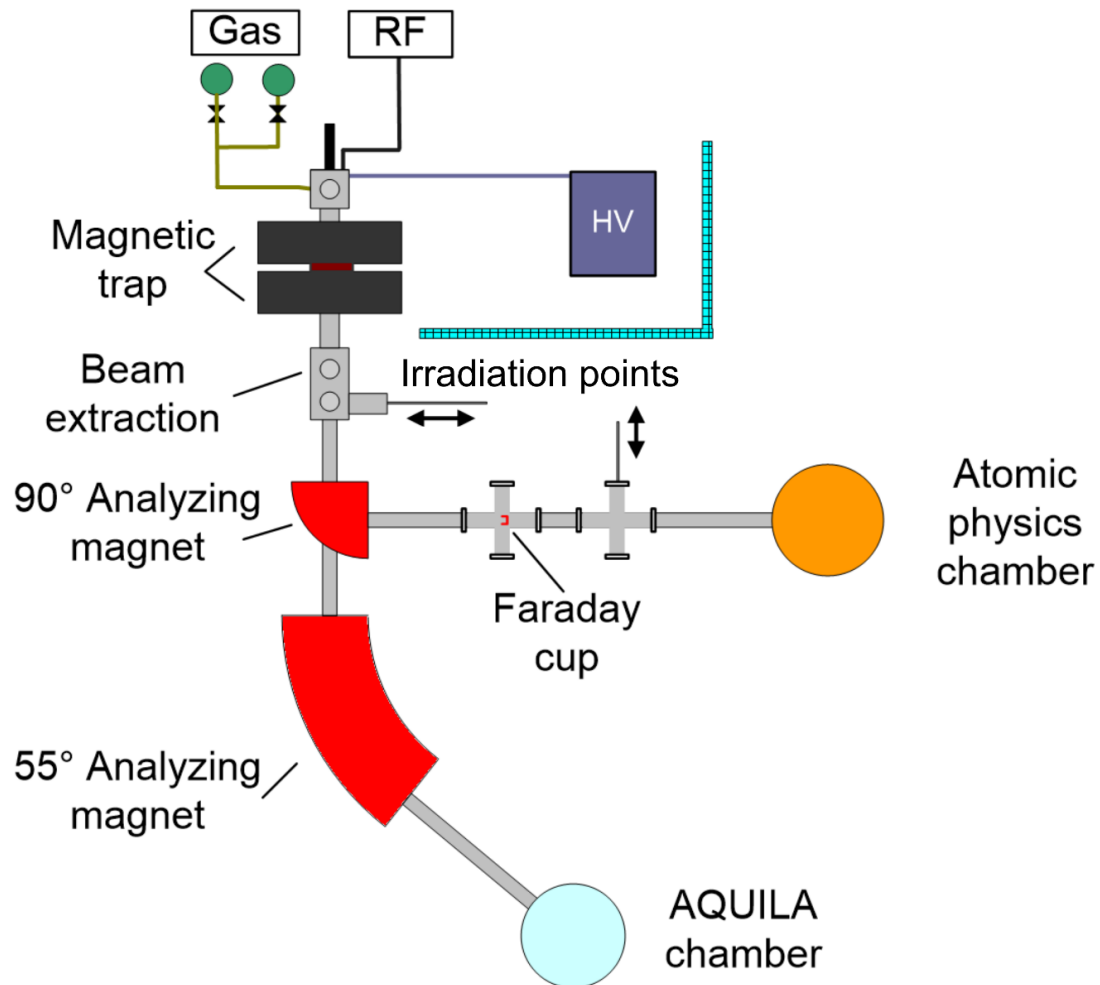 Gas
RF
HV
Magnetic
trap
Beam
extraction
Irradiation points
90° Analyzing
magnet
Atomic
physics
chamber
Faraday
cup
55° Analyzing
magnet
AQUILA
chamber